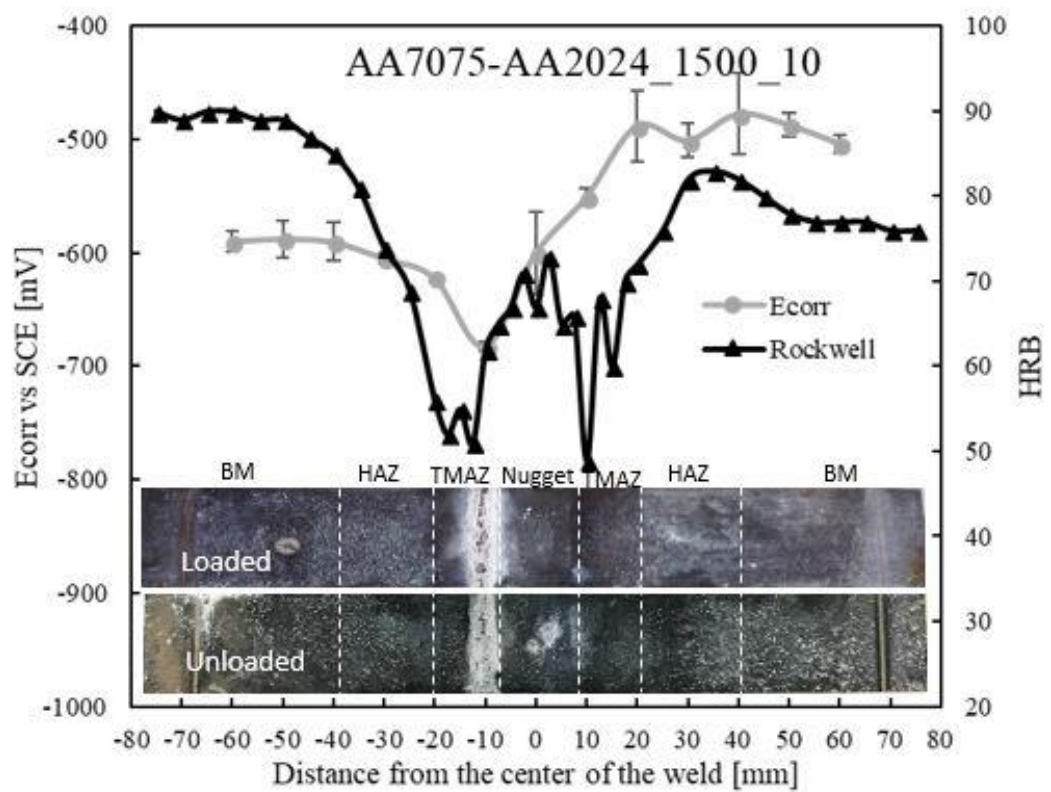 AA7075-AA2024_1500_10
-400
-500
-600
-700
-800
-900
-1000
Ecorr vs SCE [mV]
100
90
80
70
60
50
40
30
20
HRB
Ecorr
Rockwell
BM HAZ TMAZ Nugget TMAZ HAZ BM
Loaded
Unloaded
-80 -70 -60 -50 -40 -30 -20 -10 0 10 20 30 40 50 60 70 80
Distance from the center of the weld [mm]